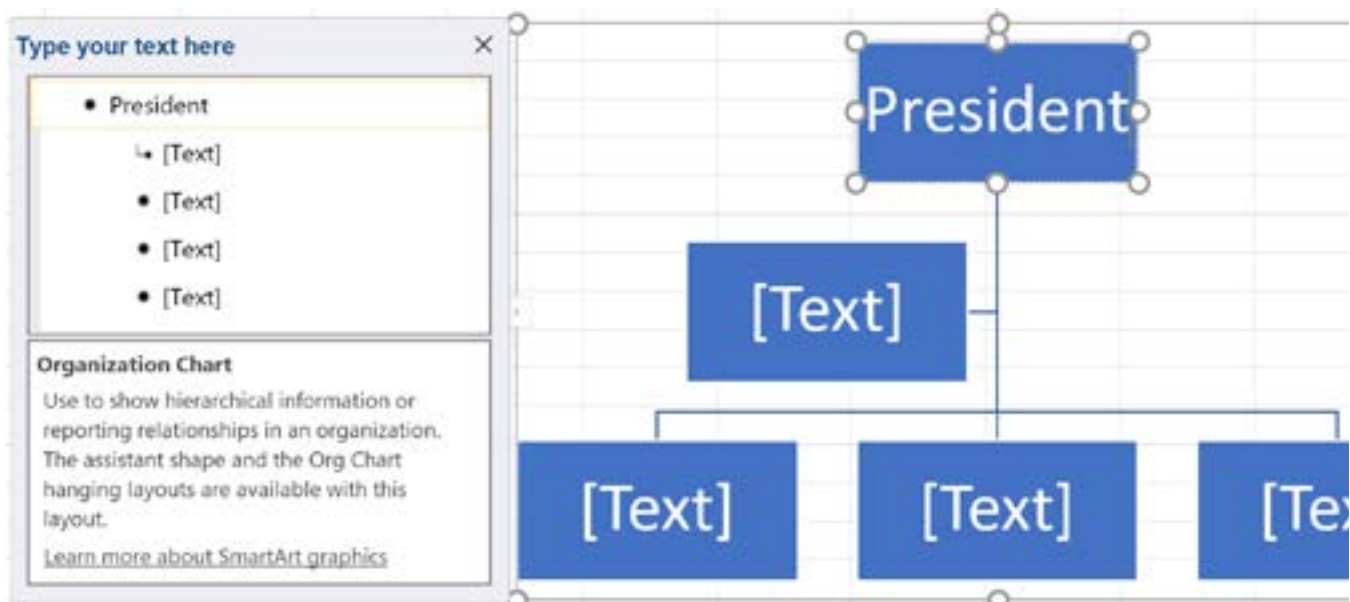 Type your text here
President
[Text]
[Text]
[Text]
[Text]
Organization Chart
Use to show hierarchical information or
reporting relationships in an organization.
The assistant shape and the Org Chart
hanging layouts are available with this
layout.
Learn more about SmartArt graphics
President
[Text]
[Text]
[Text]
[Te